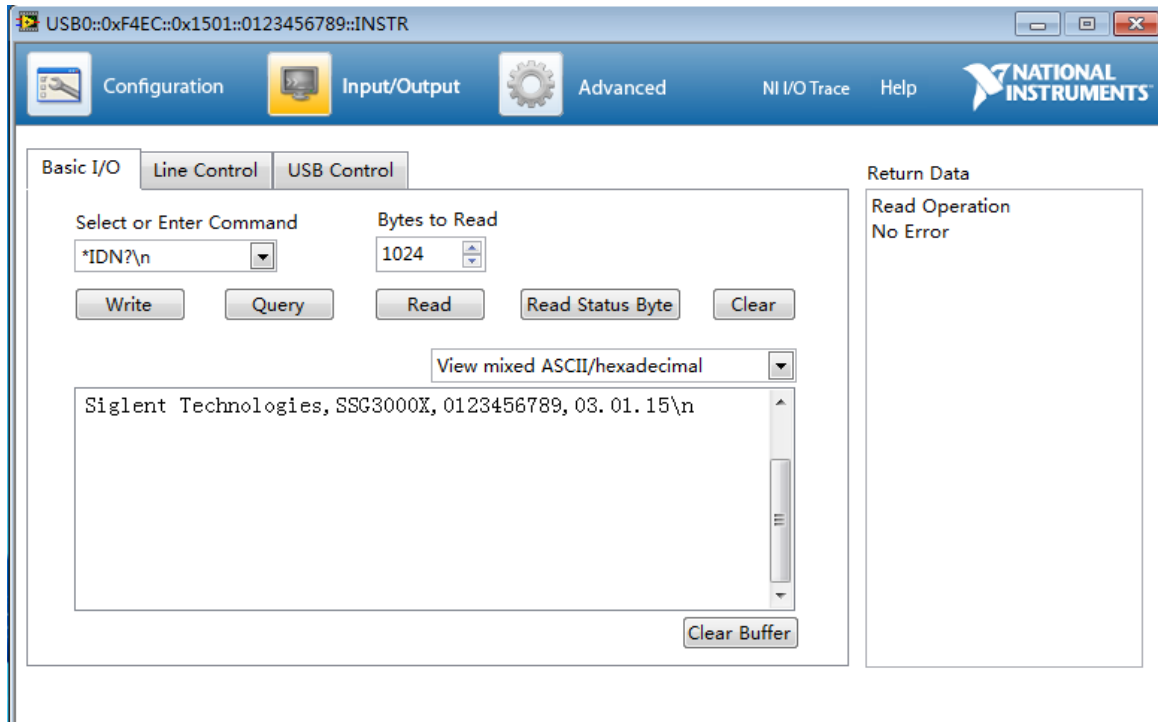 USB0::0xF4EC::0x1501::0123456789::INSTR
Configuration
Input/Output
Advanced
NI I/O Trace
Help
NATIONAL
INSTRUMENTS
Basic I/O
Line Control
USB Control
Select or Enter Command
Bytes to Read
*IDN?\n
1024
Write
Query
Read
Read Status Byte
Clear
View mixed ASCII/hexadecimal
Siglent Technologies,SSG3000X,0123456789,03.01.15\n
Clear Buffer
Return Data
Read Operation
No Error